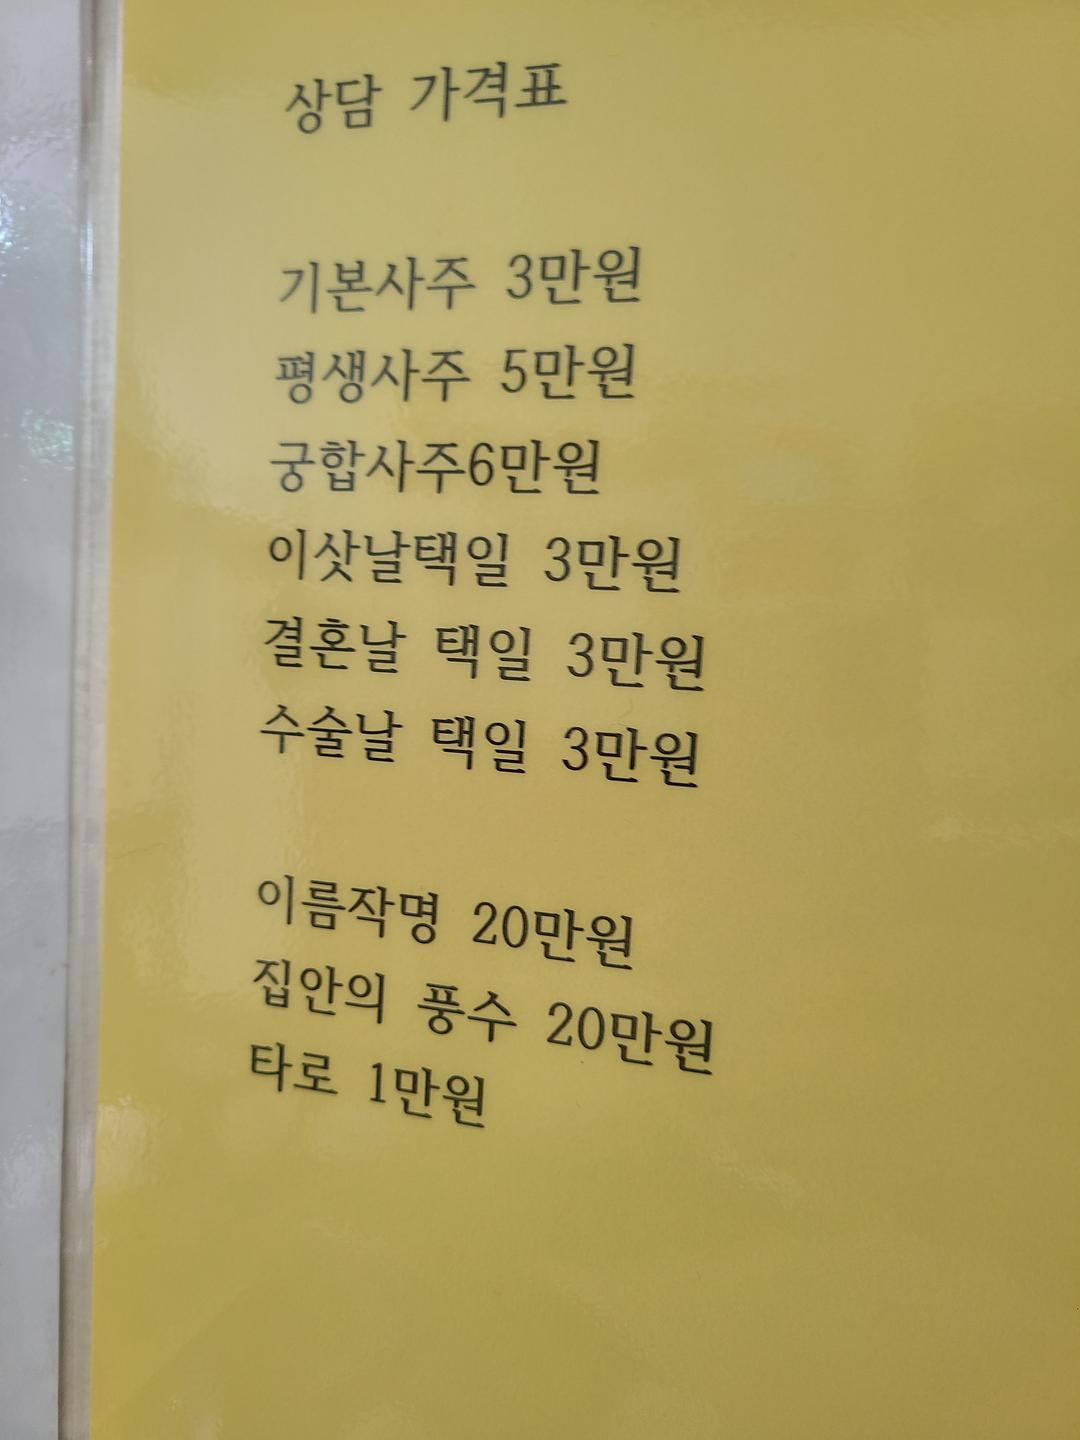 상담 가격표
기본사주 3만원
평생사주 5만원
궁합사주6만원
이삿날택일 3만원
결혼날 택일 3만원
수술날 택일 3만원
이름작명 20만원
집안의 풍수 20만원
타로 1만원